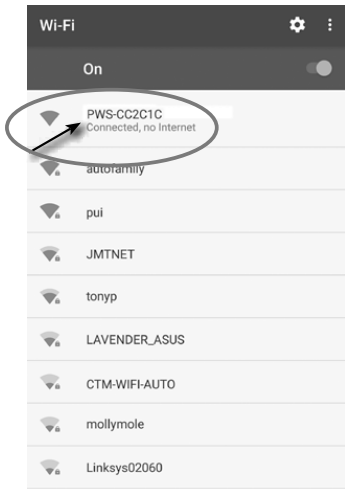 Wi-Fi
On
PWS-CC2C1C
Connected, no Internet
autofamily
pui
JMTNET
tonyp
LAVENDER_ASUS
CTM-WIFI-AUTO
mollymole
Linksys02060